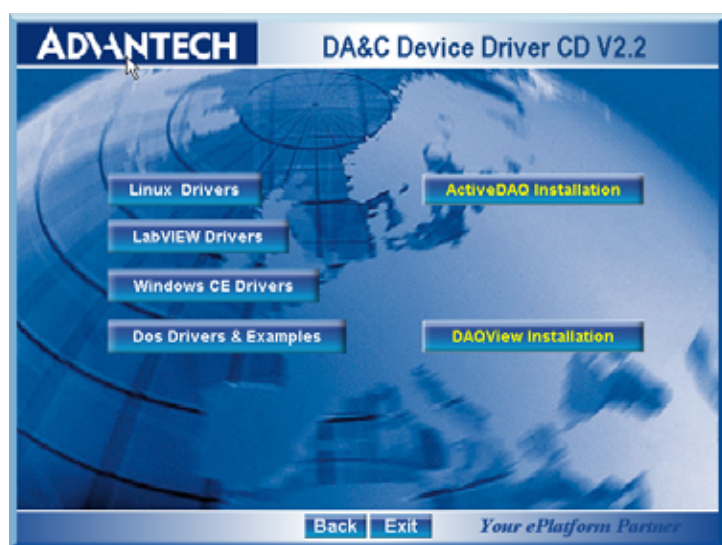 ADVANTECH
DA&C Device Driver CD V2.2
Linux Drivers
ActiveDAQ Installation
LabVIEW Drivers
Windows CE Drivers
Dos Drivers & Examples
DAQView Installation
Back
Exit
Your ePlatform Partner